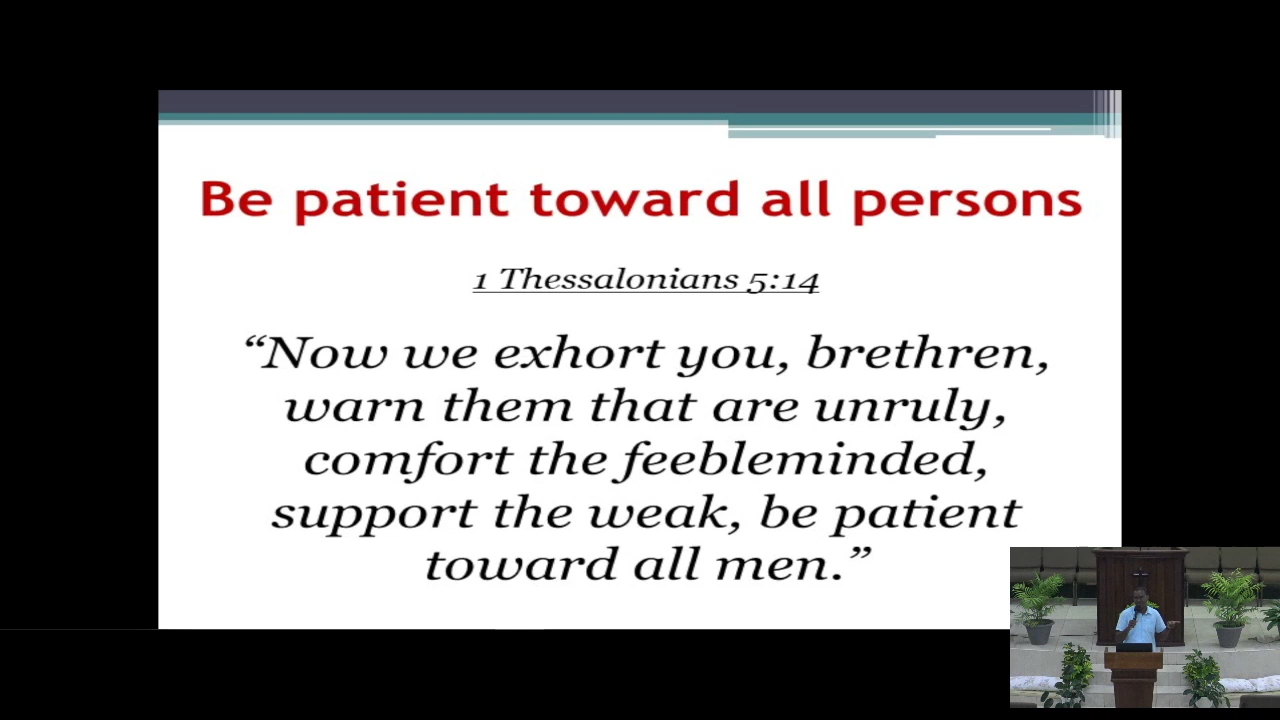 Be patient toward all persons
1 Thessalonians 5:14
“Now we exhort you, brethren,
warn them that are unruly,
comfort the feebleminded,
support the weak, be patient
toward all men.”